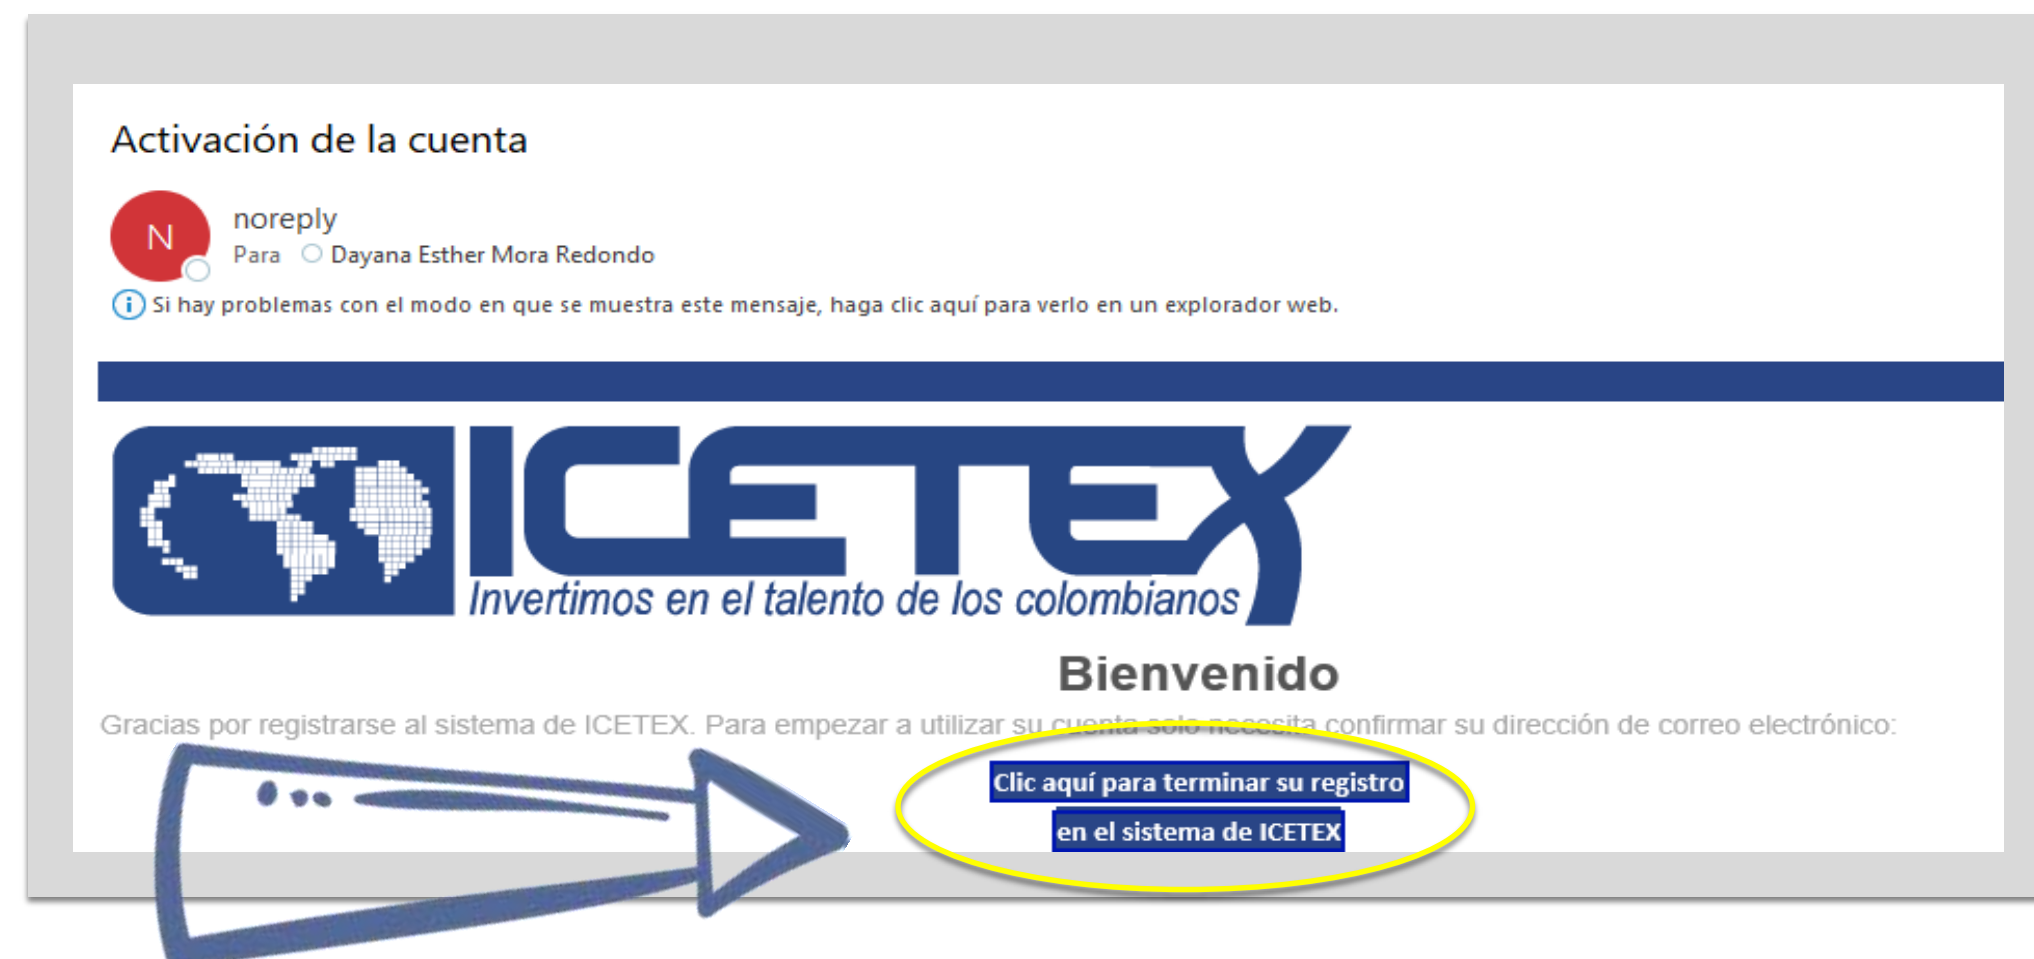 Activación de la cuenta
N
noreply
Para Dayana Esther Mora Redondo
i Si hay problemas con el modo en que se muestra este mensaje, haga clic aquí para verlo en un explorador web.
ICETEX
Invertimos en el talento de los colombianos
Bienvenido
Gracias por registrarse al sistema de ICETEX. Para empezar a utilizar su cuenta solo necesita confirmar su dirección de correo electrónico:
Clic aquí para terminar su registro
en el sistema de ICETEX